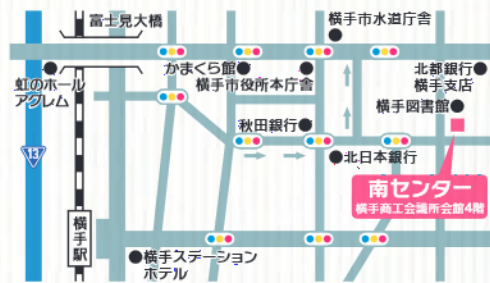 富士見大橋
横手市水道庁舎
虹のホール
アグレム
かまくら館
横手市役所本庁舎
北都銀行
横手支店
横手図書館
秋田銀行
北日本銀行
13
南センター
横手商工会議所会館4階
横手駅
横手ステーション
ホテル